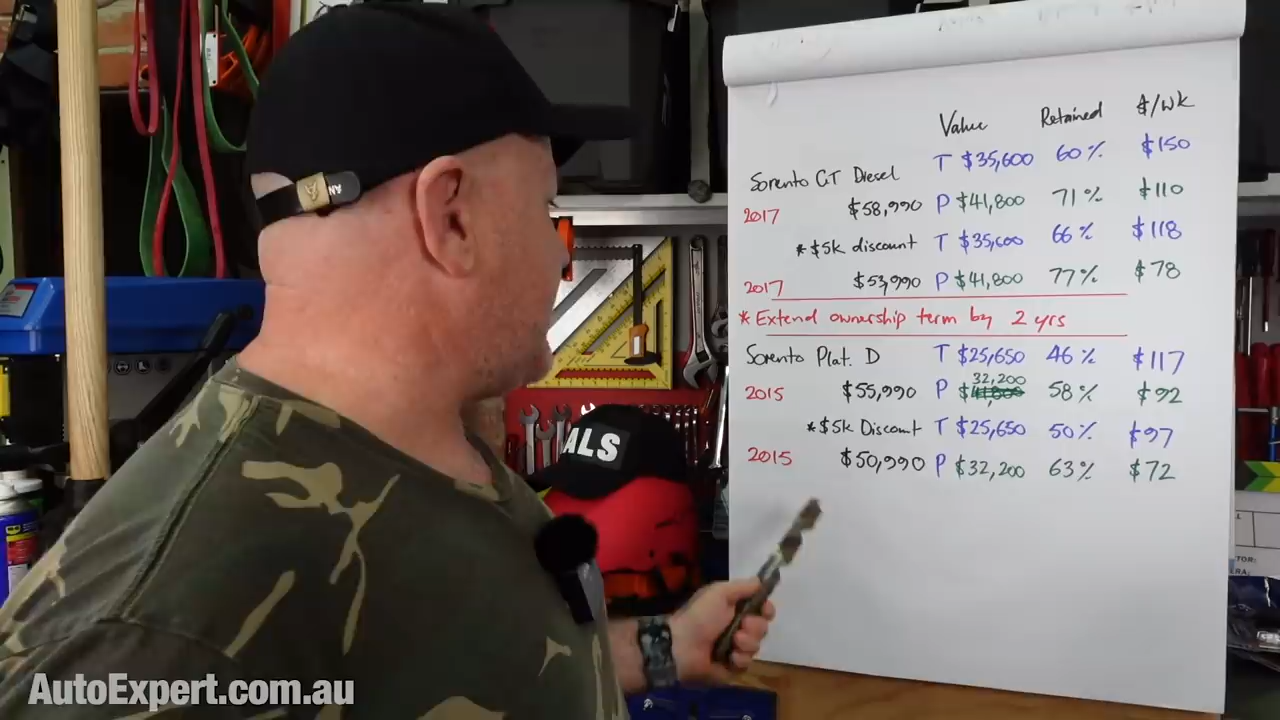 Value Retained $/wk
Sorento GT Diesel T $35,600 60% $150
2017 $58,990 P $41,800 71% $110
* $5k discount T $35,600 66% $118
2017 $53,990 P $41,800 77% $78
* Extend ownership term by 2 yrs
Sorento Plat. D T $25,650 46% $117
32,200
2015 $55,990 P $41,800 58% $92
* $5k Discount T $25,650 50% $97
2015 $50,990 P $32,200 63% $72
ALS
AN
AutoExpert.com.au